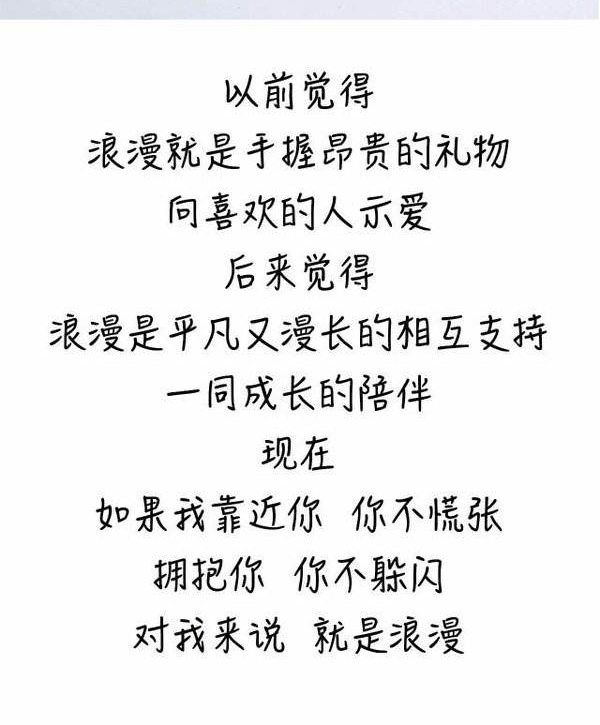 以前觉得
浪漫就是手握昂贵的礼物
向喜欢的人示爱
后来觉得
浪漫是平凡又漫长的相互支持
一同成长的陪伴
现在
如果我靠近你 你不慌张
拥抱你 你不躲闪
对我来说 就是浪漫